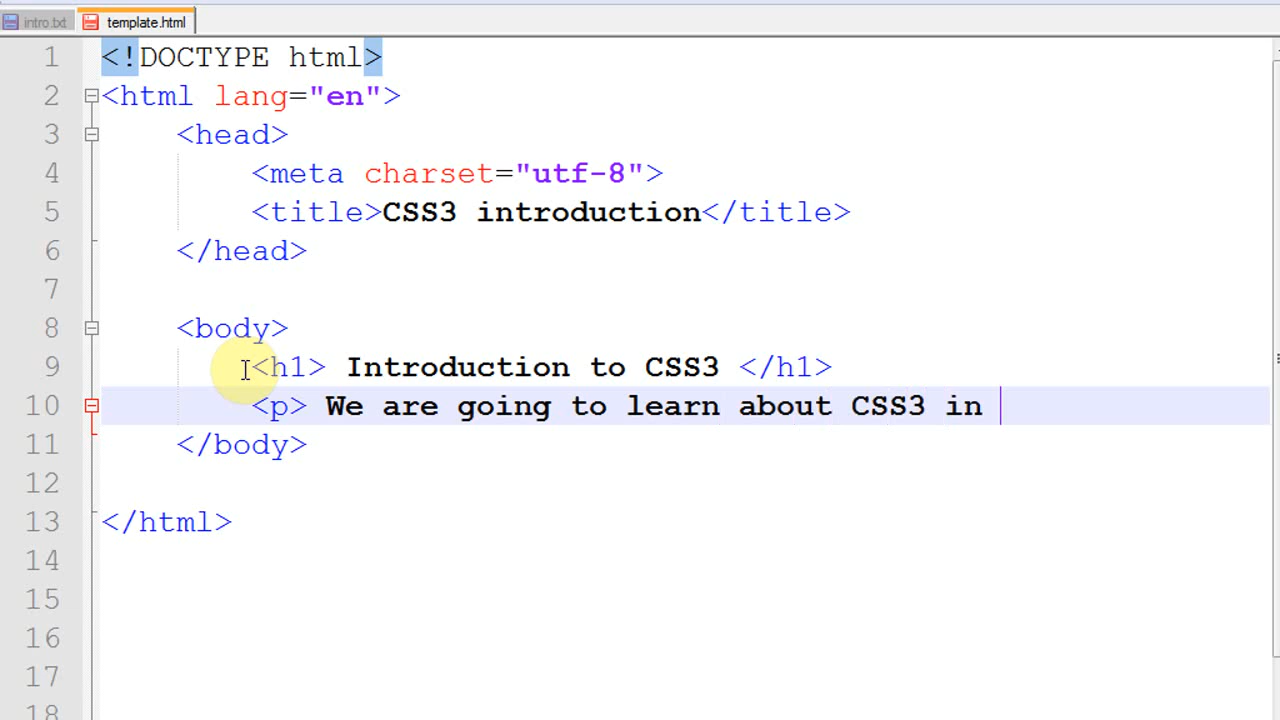 intro.txt template.html
1 <!DOCTYPE html>
2 <html lang="en">
3 <head>
4 <meta charset="utf-8">
5 <title>CSS3 introduction</title>
6 </head>
7
8 <body>
9 <h1> Introduction to CSS3 </h1>
10 <p> We are going to learn about CSS3 in
11 </body>
12
13 </html>
14
15
16
17
18